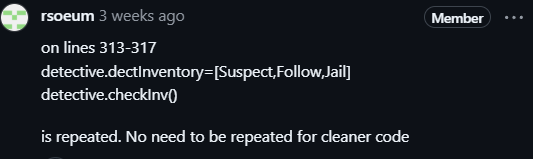 rsoeum 3 weeks ago
Member
on lines 313-317
detective.dectInventory=[Suspect,Follow,Jail]
detective.checkInv()
is repeated. No need to be repeated for cleaner code